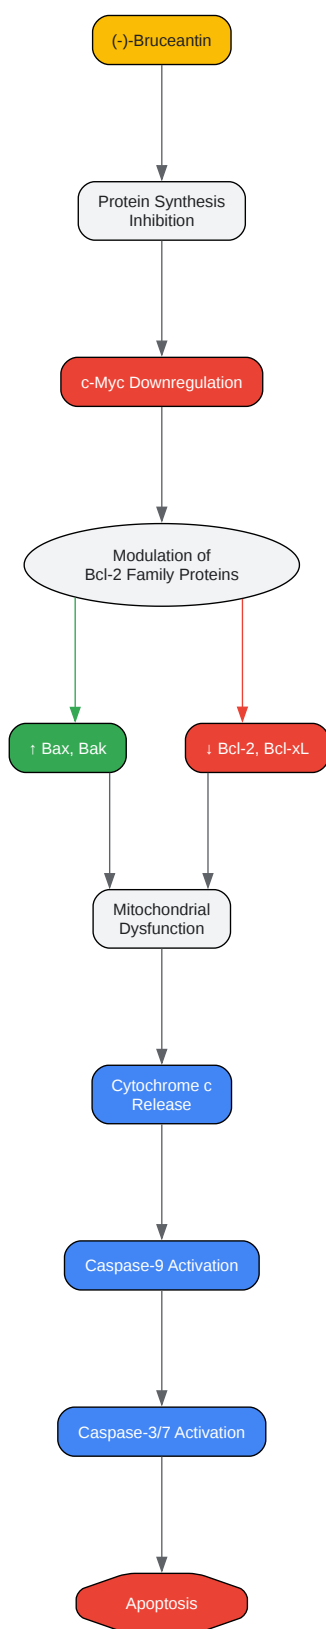 (-)-Bruceantin
Protein Synthesis
Inhibition
c-Myc Downregulation
Modulation of
Bcl-2 Family Proteins
↑ Bax, Bak
↓ Bcl-2, Bcl-xL
Mitochondrial
Dysfunction
Cytochrome c
Release
Caspase-9 Activation
Caspase-3/7 Activation
Apoptosis